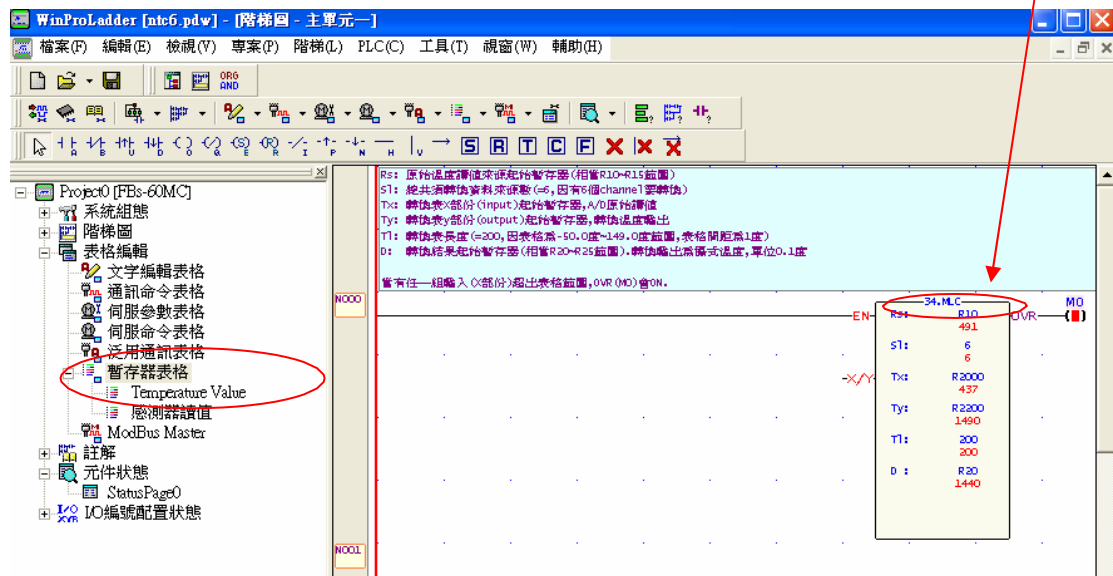 WinProLadder [ntc6.pdw] - [階梯圖 - 主單元一]
檔案(F) 編輯(E) 檢視(V) 專案(P) 階梯(L) PLC(C) 工具(T) 視窗(W) 輔助(H)
ORG
AND
A B U D O Q S R I P N H V S R T C F
Project0 [FBs-60MC]
系統組態
階梯圖
表格編輯
文字編輯表格
通訊命令表格
伺服參數表格
伺服命令表格
泛用通訊表格
暫存器表格
Temperature Value
感測器讀值
ModBus Master
註解
元件狀態
StatusPage0
I/O編號配置狀態
Rs: 原始溫度讀值來源起始暫存器(相當R10~R15範圍)
Sl: 總共須轉換資料來源數(=6,因有6個channel要轉換)
Tx: 轉換表X部份(input)起始暫存器,A/D原始讀值
Ty: 轉換表y部份(output)起始暫存器,轉換溫度輸出
Tl: 轉換表長度(=200,因表格為-50.0度~149.0度範圍,表格間距為1度)
D: 轉換結果起始暫存器(相當R20~R25範圍).轉換輸出為攝式溫度,單位0.1度
當有任一組輸入(X部份)超出表格範圍,OVR(M0)會ON.
N000
34.MLC
M0
EN
Rs: R10
OVR
491
Sl: 6
6
X/Y
Tx: R2000
437
Ty: R2200
1490
Tl: 200
200
D : R20
1440
N001